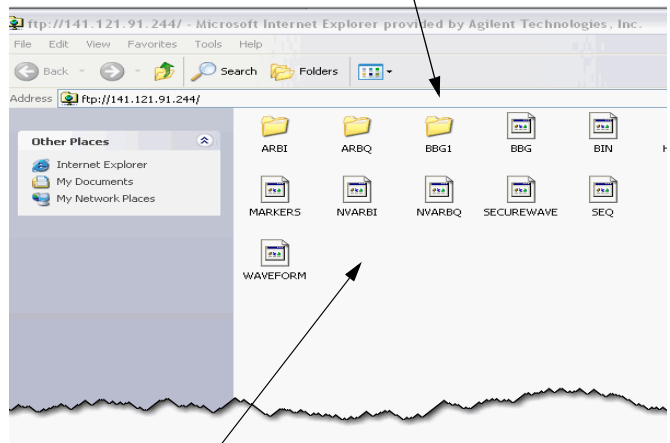 ftp://141.121.91.244/ - Microsoft Internet Explorer provided by Agilent Technologies, Inc.
File Edit View Favorites Tools Help
Back Search Folders
Address ftp://141.121.91.244/
Other Places
Internet Explorer
My Documents
My Network Places
ARBI ARBQ BBG1 BBG BIN
MARKERS NVARBI NVARBQ SECUREWAVE SEQ
WAVEFORM